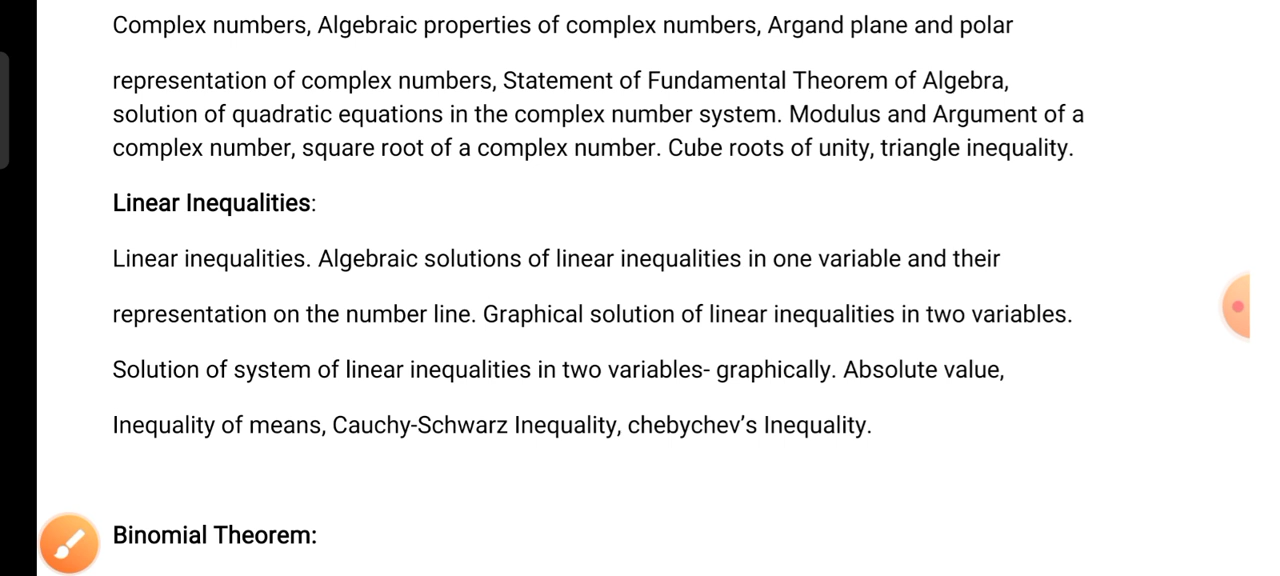 Complex numbers, Algebraic properties of complex numbers, Argand plane and polar
representation of complex numbers, Statement of Fundamental Theorem of Algebra,
solution of quadratic equations in the complex number system. Modulus and Argument of a
complex number, square root of a complex number. Cube roots of unity, triangle inequality.
Linear Inequalities:
Linear inequalities. Algebraic solutions of linear inequalities in one variable and their
representation on the number line. Graphical solution of linear inequalities in two variables.
Solution of system of linear inequalities in two variables- graphically. Absolute value,
Inequality of means, Cauchy-Schwarz Inequality, chebychev’s Inequality.
Binomial Theorem: